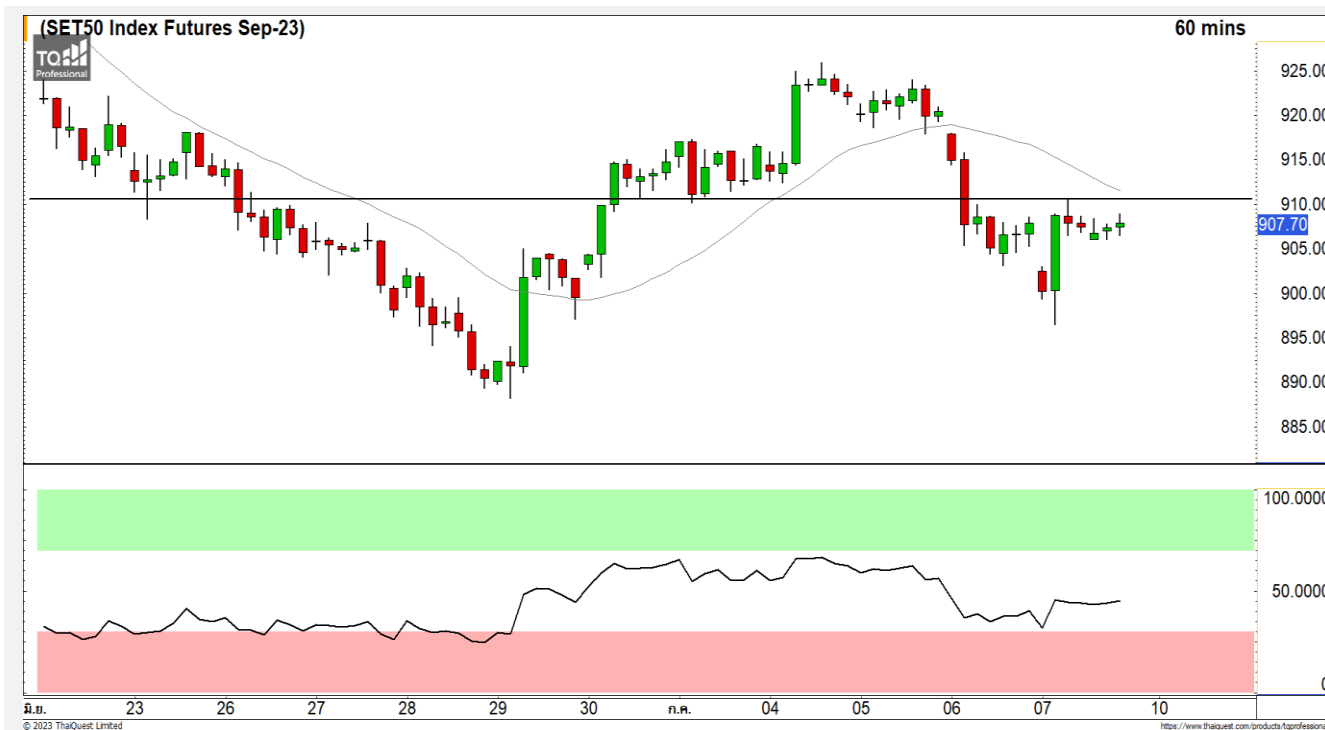 (SET50 Index Futures Sep-23)
60 mins
TQ
Professional
925.00
920.00
915.00
910.00
907.70
905.00
900.00
895.00
890.00
885.00
100.0000
50.0000
0
มิ.ย. 23 26 27 28 29 30 ก.ค. 04 05 06 07 10
© 2023 ThaiQuest Limited
https://www.thaiquest.com/products/tqprofessional